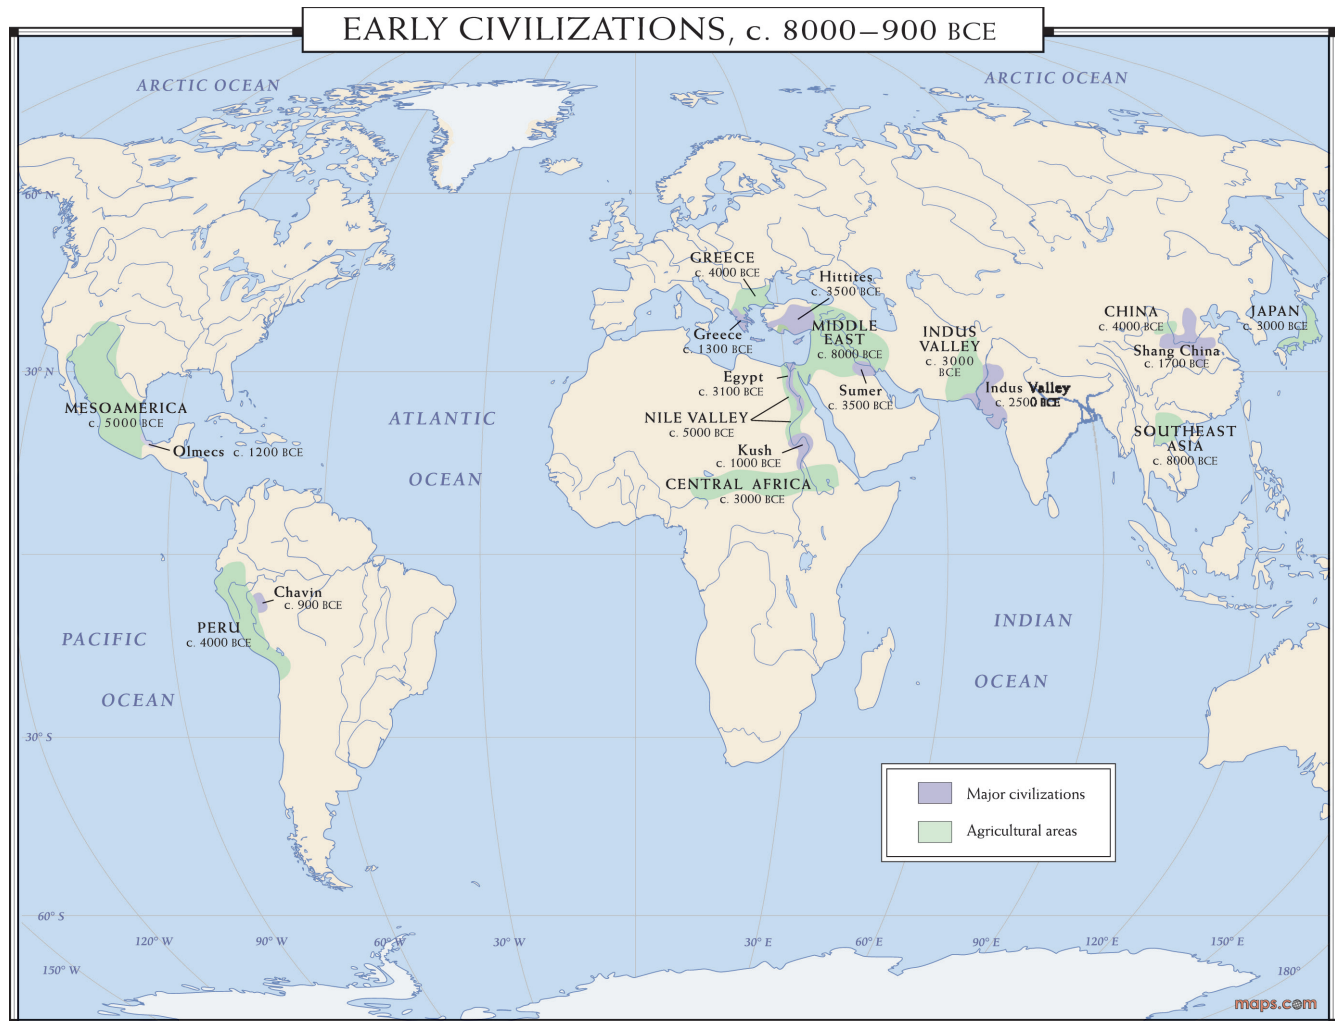 EARLY CIVILIZATIONS, c. 8000–900 BCE
ARCTIC OCEAN
ARCTIC OCEAN
60° N
GREECE
c. 4000 BCE
Hittites
c. 3500 BCE
Greece
c. 1300 BCE
MIDDLE
EAST
c. 8000 BCE
INDUS
VALLEY
c. 3000
BCE
CHINA
c. 4000 BCE
JAPAN
c. 3000 BCE
Shang China
c. 1700 BCE
30° N
Egypt
c. 3100 BCE
Sumer
c. 3500 BCE
Indus Valley
c. 2500 BCE
MESOAMERICA
c. 5000 BCE
ATLANTIC
OCEAN
NILE VALLEY
c. 5000 BCE
Olmecs c. 1200 BCE
Kush
c. 1000 BCE
SOUTHEAST
ASIA
c. 8000 BCE
CENTRAL AFRICA
c. 3000 BCE
Chavin
c. 900 BCE
PERU
c. 4000 BCE
PACIFIC
OCEAN
INDIAN
OCEAN
30° S
Major civilizations
Agricultural areas
60° S
150° W
120° W
90° W
60° W
30° W
30° E
60° E
90° E
120° E
150° E
180°
maps.com